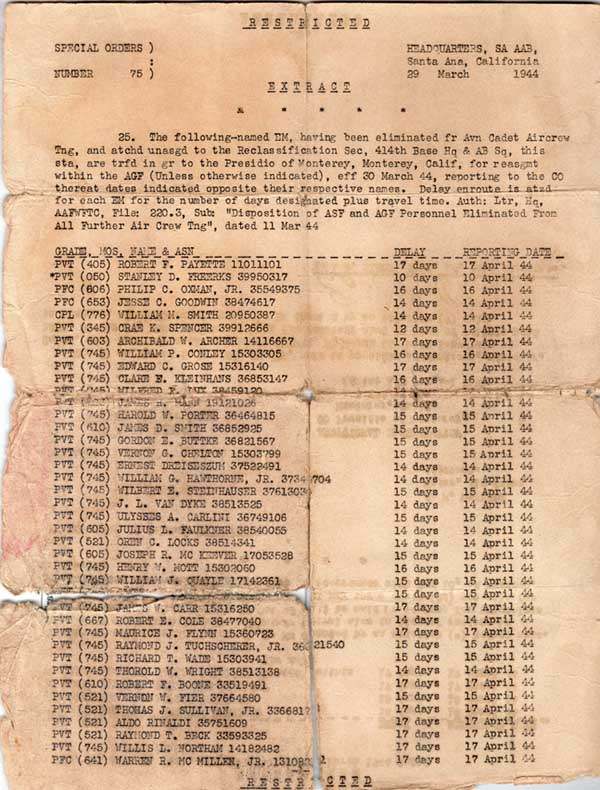 RESTRICTED
SPECIAL ORDERS )
:
NUMBER 75 )
HEADQUARTERS, SA AAB,
Santa Ana, California
29 March 1944
EXTRACT
* * * * *
25. The following-named EM, having been eliminated fr Avn Cadet Aircrew
Tng, and atchd unasgd to the Reclassification Sec, 414th Base Hq & AB Sq, this
sta, are trfd in gr to the Presidio of Monterey, Monterey, Calif, for reasgmt
within the AGF (Unless otherwise indicated), eff 30 March 44, reporting to the CO
thereat dates indicated opposite their respective names. Delay enroute is atzd
for each EM for the number of days designated plus travel time. Auth: Ltr, Hq,
AAFWFTC, File: 220.3, Sub: "Disposition of ASF and AGF Personnel Eliminated From
All Further Air Crew Tng", dated 11 Mar 44
GRADE, MOS, NAME & ASN DELAY REPORTING DATE
PVT (405) ROBERT F. PAYETTE 11011101 17 days 17 April 44
*PVT (050) STANLEY D. FREERKS 39950317 10 days 10 April 44
PFC (606) PHILIP C. OXMAN, JR. 35549375 16 days 16 April 44
PFC (653) JESSE C. GOODWIN 38474617 14 days 14 April 44
CPL (776) WILLIAM M. SMITH 20950387 14 days 14 April 44
PVT (345) CRAE K. SPENCER 39912666 12 days 12 April 44
PVT (603) ARCHIBALD W. ARCHER 14116667 17 days 17 April 44
PVT (745) WILLIAM P. CONLEY 15303305 16 days 16 April 44
PVT (745) EDWARD C. GROSE 15316140 17 days 17 April 44
PVT (745) CLARE E. KLEINHANS 36853147 16 days 16 April 44
WILFRED 38459120 14 days 14 April 44
JAMES 19121026 14 days 14 April 44
PVT (745) HAROLD W. PORTER 36464815 15 days 15 April 44
PVT (610) JAMES D. SMITH 36852925 15 days 15 April 44
PVT (745) GORDON E. BUTTKE 36821567 15 days 15 April 44
PVT (745) VERNON G. CHELTON 15303799 15 days 15 April 44
PVT (745) ERNEST DREISESZUM 37522491 14 days 14 April 44
PVT (745) WILLIAM G. HAWTHORNE, JR. 14 days 14 April 44
PVT (745) WILBERT E. STEINHAUSER 15 days 15 April 44
PVT (745) J. L. VAN DYKE 38513525 14 days 14 April 44
PVT (745) ULYSSES A. CARLINI 36749106 15 days 15 April 44
PVT (605) JULIUS L. FAULKNER 38540055 14 days 14 April 44
PVT (521) OREN C. LOCKS 38514341 14 days 14 April 44
PVT (605) JOSEPH R. MC KEEVER 17053528 15 days 15 April 44
PVT (745) HENRY W. MOTT 15302060 16 days 16 April 44
PVT (745) WILLIAM J. QUAYLE 17142361 15 days 15 April 44
15 days 15 April 44
PVT (745) JAMES W. CARR 15316250 17 days 17 April 44
PVT (667) ROBERT E. COLE 38477040 14 days 14 April 44
PVT (745) MAURICE J. FLYNN 15360723 17 days 17 April 44
PVT (745) RAYMOND J. TUCHSCHERER, JR. 15 days 15 April 44
PVT (745) RICHARD T. WADE 15303941 15 days 15 April 44
PVT (745) THOROLD W. WRIGHT 38513138 14 days 14 April 44
PVT (610) ROBERT F. BOONE 33519491 17 days 17 April 44
PVT (521) VERNON W. FIER 37664580 15 days 15 April 44
PVT (521) THOMAS J. SULLIVAN, JR. 17 days 17 April 44
PVT (521) ALDO RINALDI 35751609 17 days 17 April 44
PVT (521) RAYMOND T. BECK 33593325 17 days 17 April 44
PVT (745) WILLIS L. NORTHAM 14182482 17 days 17 April 44
PFC (641) WARREN R. MC MILLEN, JR. 17 days 17 April 44
RESTRICTED